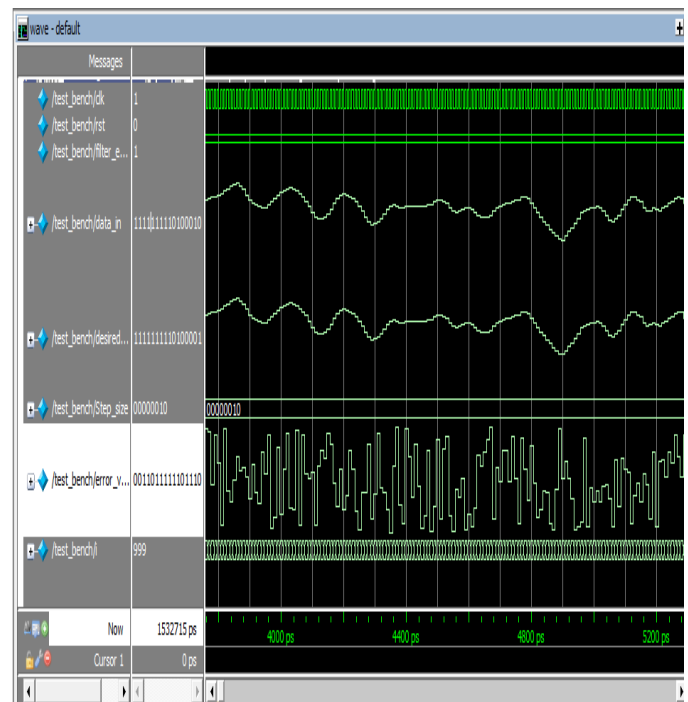 wave - default
Messages
/test_bench/clk 1
/test_bench/rst 0
/test_bench/filter_e... 1
/test_bench/data_in 1111111110100010
/test_bench/desired... 1111111110100001
/test_bench/Step_size 00000010 00000010
/test_bench/error_v... 0011011111101110
/test_bench/i 999
Now 1532715 ps 4000 ps 4400 ps 4800 ps 5200 ps
Cursor 1 0 ps